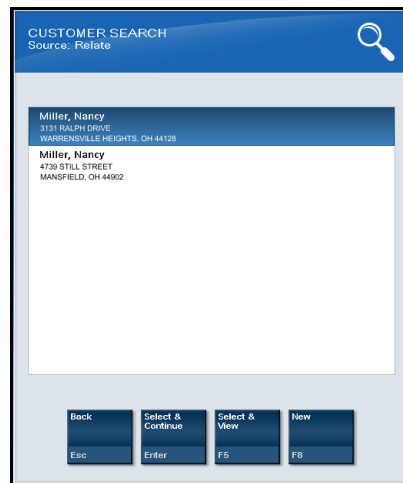 CUSTOMER SEARCH
Source: Relate
Miller, Nancy
3131 RALPH DRIVE
WARRENSVILLE HEIGHTS, OH 44128
Miller, Nancy
4739 STILL STREET
MANSFIELD, OH 44902
Back
Esc
Select &
Continue
Enter
Select &
View
F5
New
F8